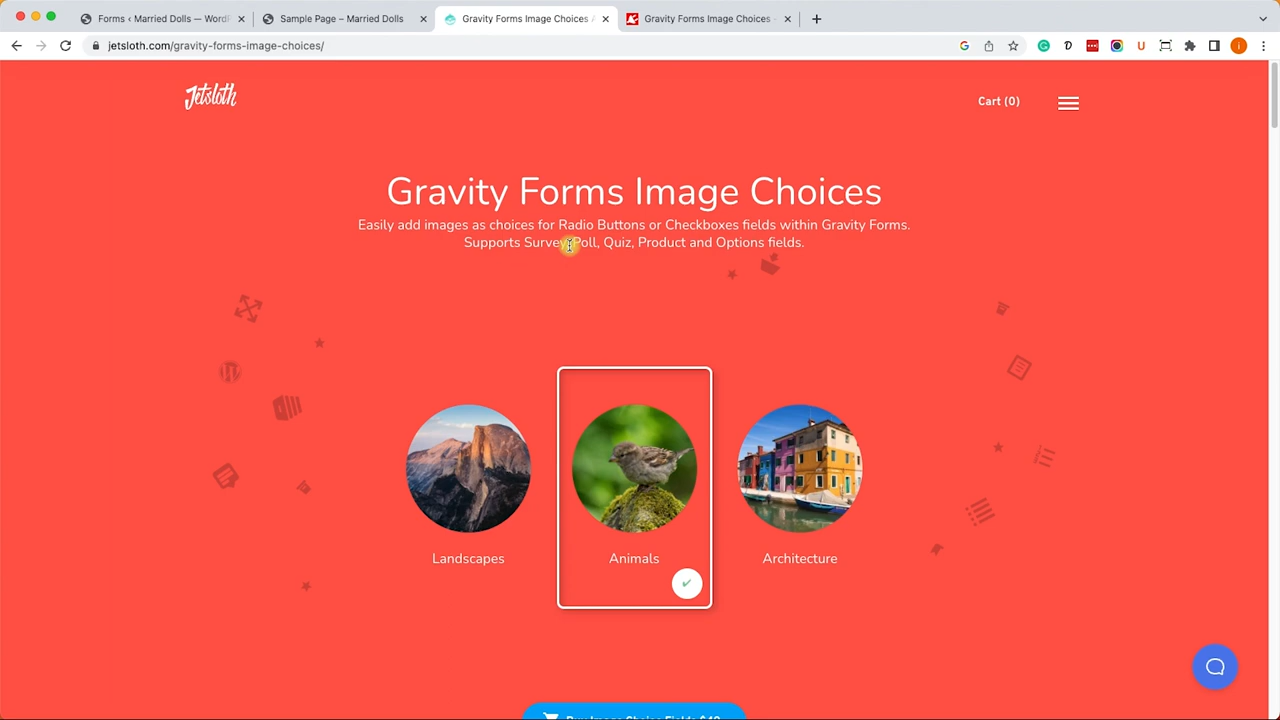 Forms ‹ Married Dolls — WordP
Sample Page – Married Dolls
Gravity Forms Image Choices A
Gravity Forms Image Choices -
jetsloth.com/gravity-forms-image-choices/
Jetsloth
Cart (0)
Gravity Forms Image Choices
Easily add images as choices for Radio Buttons or Checkboxes fields within Gravity Forms.
Supports Survey, Poll, Quiz, Product and Options fields.
Landscapes
Animals
Architecture